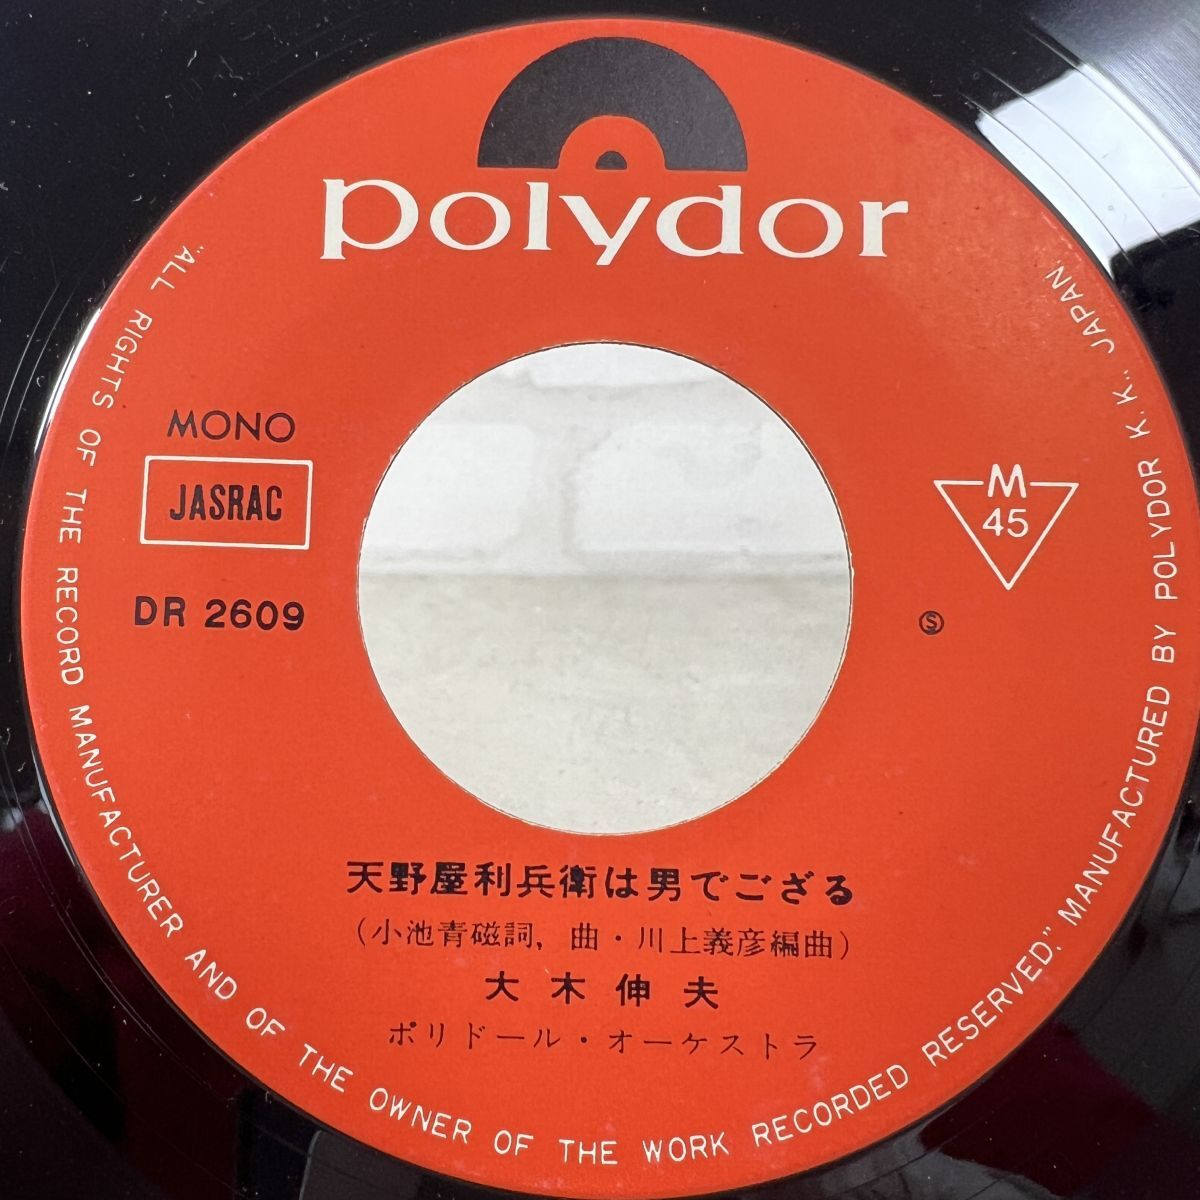 polydor
MONO
JASRAC
DR 2609
M
45
Ⓢ
天野屋利兵衛は男でござる
(小池青磁詞, 曲・川上義彦編曲)
大木伸夫
ポリドール・オーケストラ
"ALL RIGHTS OF THE RECORD MANUFACTURER AND OF THE OWNER OF THE WORK RECORDED RESERVED." MANUFACTURED BY POLYDOR K. K., JAPAN